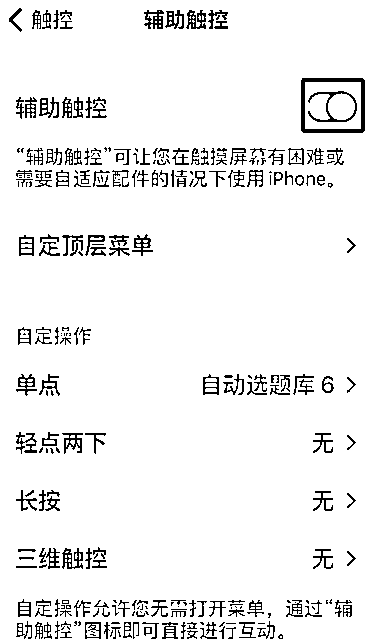 触控 辅助触控
辅助触控
“辅助触控”可让您在触摸屏幕有困难或
需要自适应配件的情况下使用 iPhone。
自定顶层菜单
自定操作
单点 自动选题库 6
轻点两下 无
长按 无
三维触控 无
自定操作允许您无需打开菜单，通过“辅
助触控”图标即可直接进行互动。